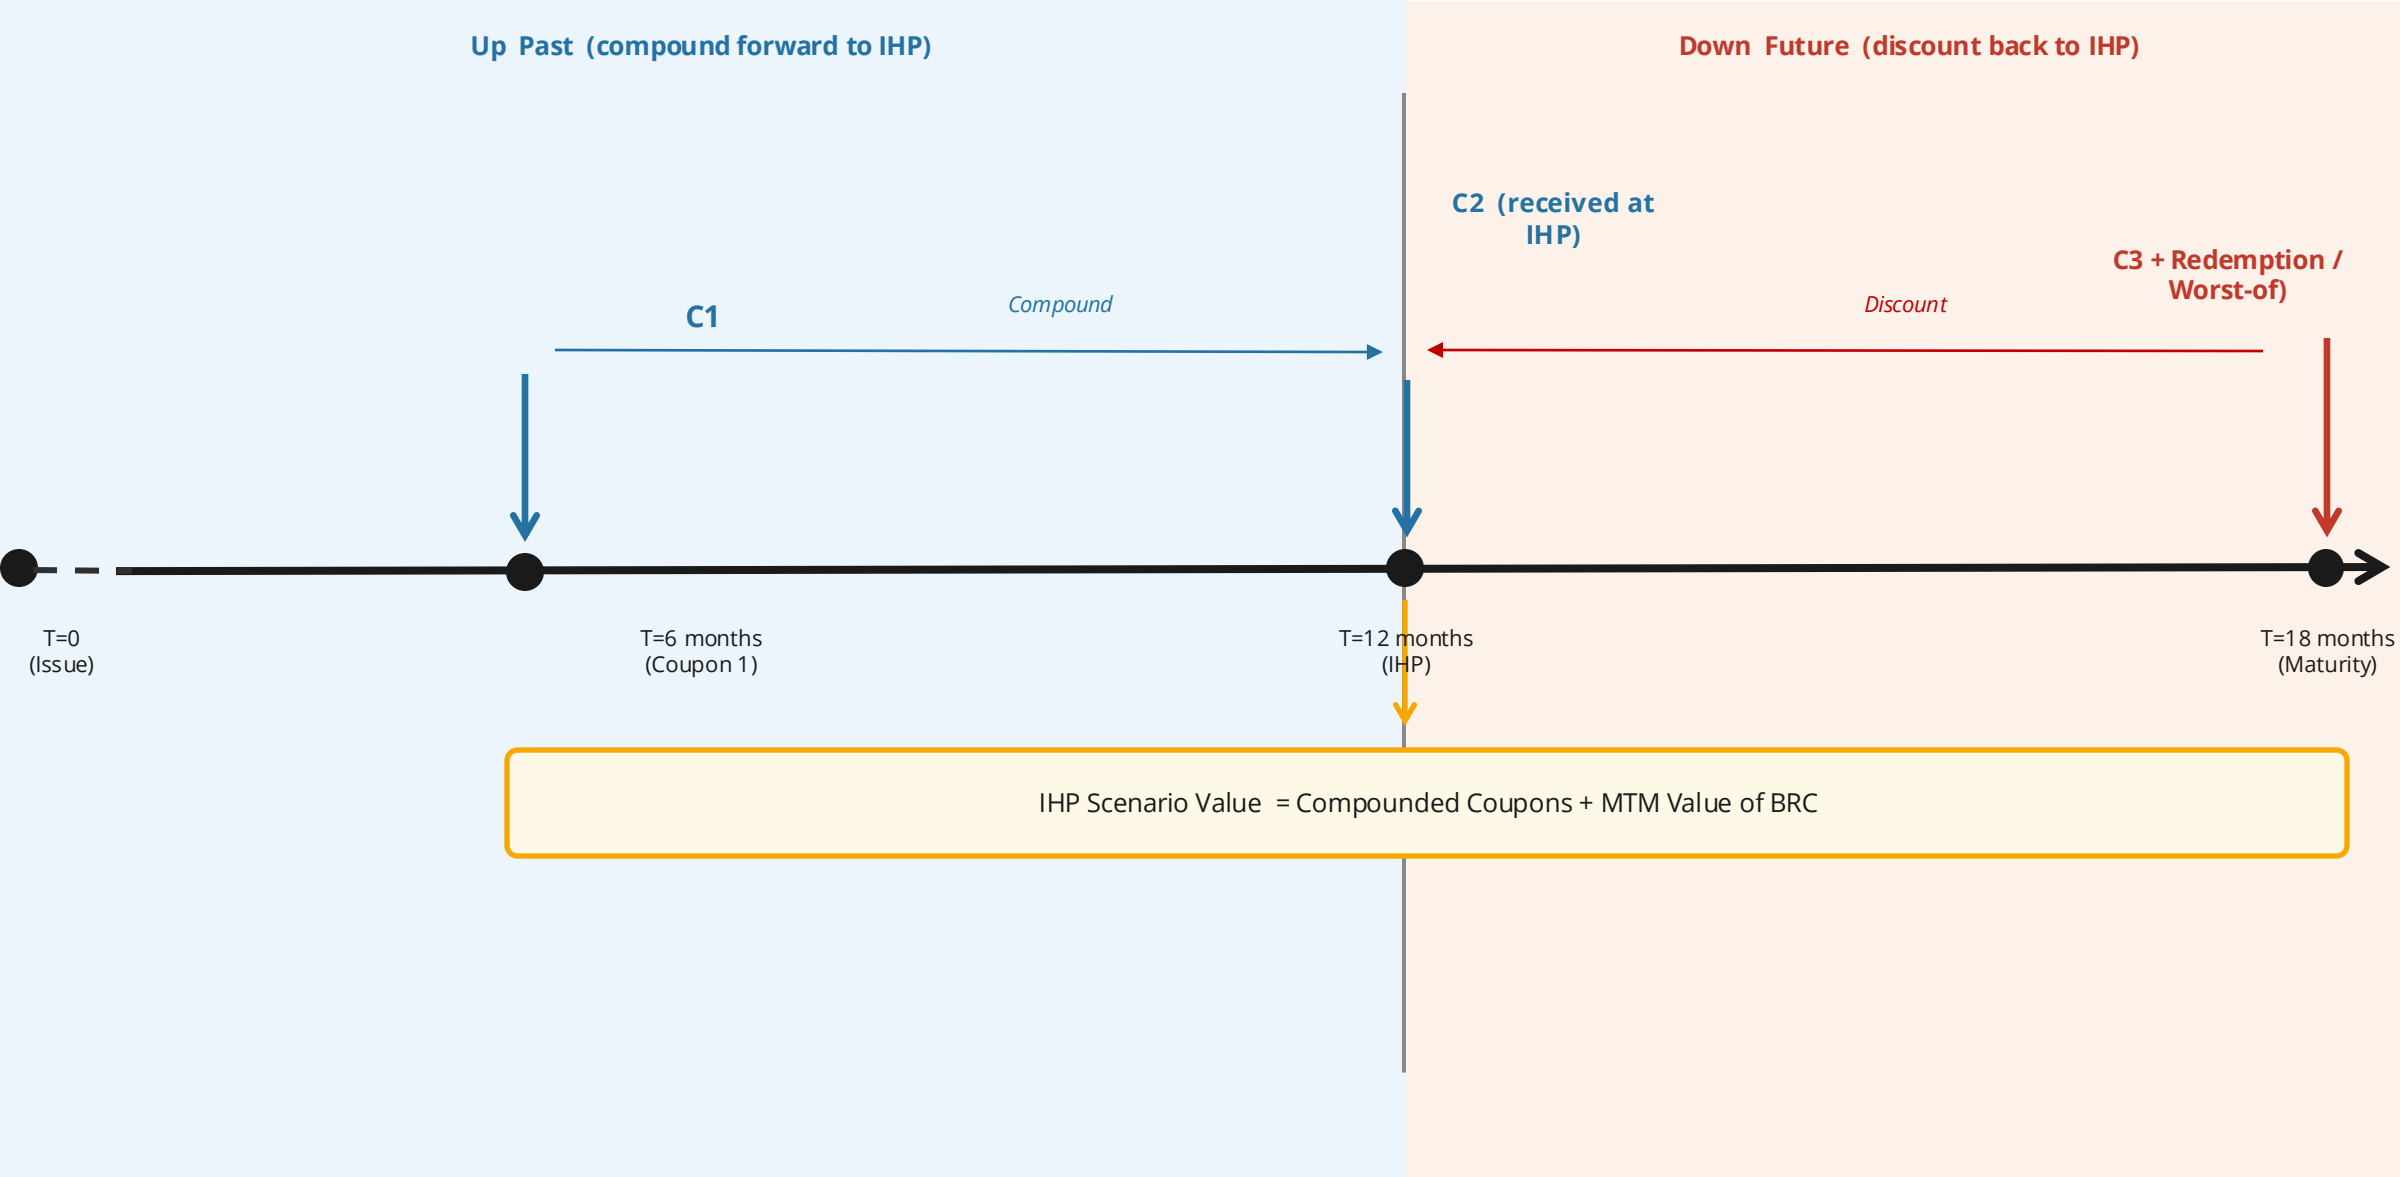 Up Past (compound forward to IHP)
Down Future (discount back to IHP)
C2 (received at
IHP)
C3 + Redemption /
Worst-of)
C1
Compound
Discount
T=0
(Issue)
T=6 months
(Coupon 1)
T=12 months
(IHP)
T=18 months
(Maturity)
IHP Scenario Value = Compounded Coupons + MTM Value of BRC